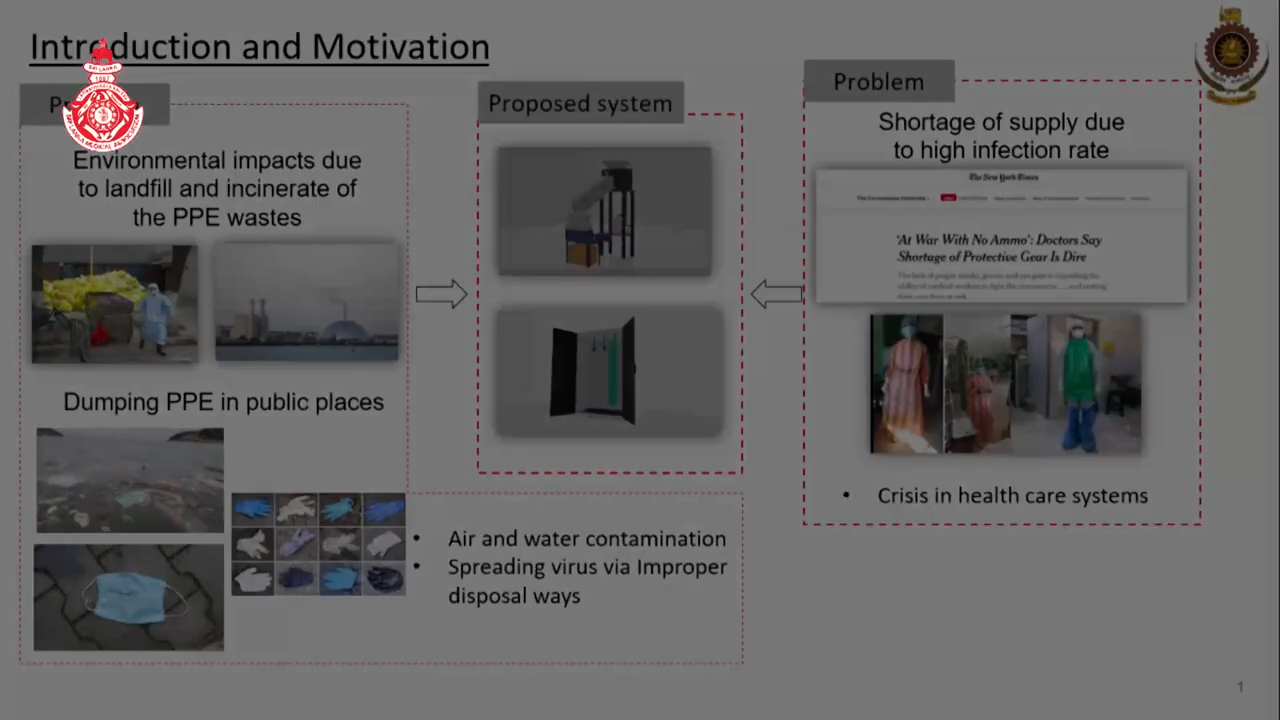 Introduction and Motivation
Environmental impacts due
to landfill and incinerate of
the PPE wastes
Dumping PPE in public places
• Air and water contamination
• Spreading virus via Improper
disposal ways
Proposed system
Problem
Shortage of supply due
to high infection rate
The New York Times
'At War With No Ammo': Doctors Say
Shortage of Protective Gear Is Dire
• Crisis in health care systems
1